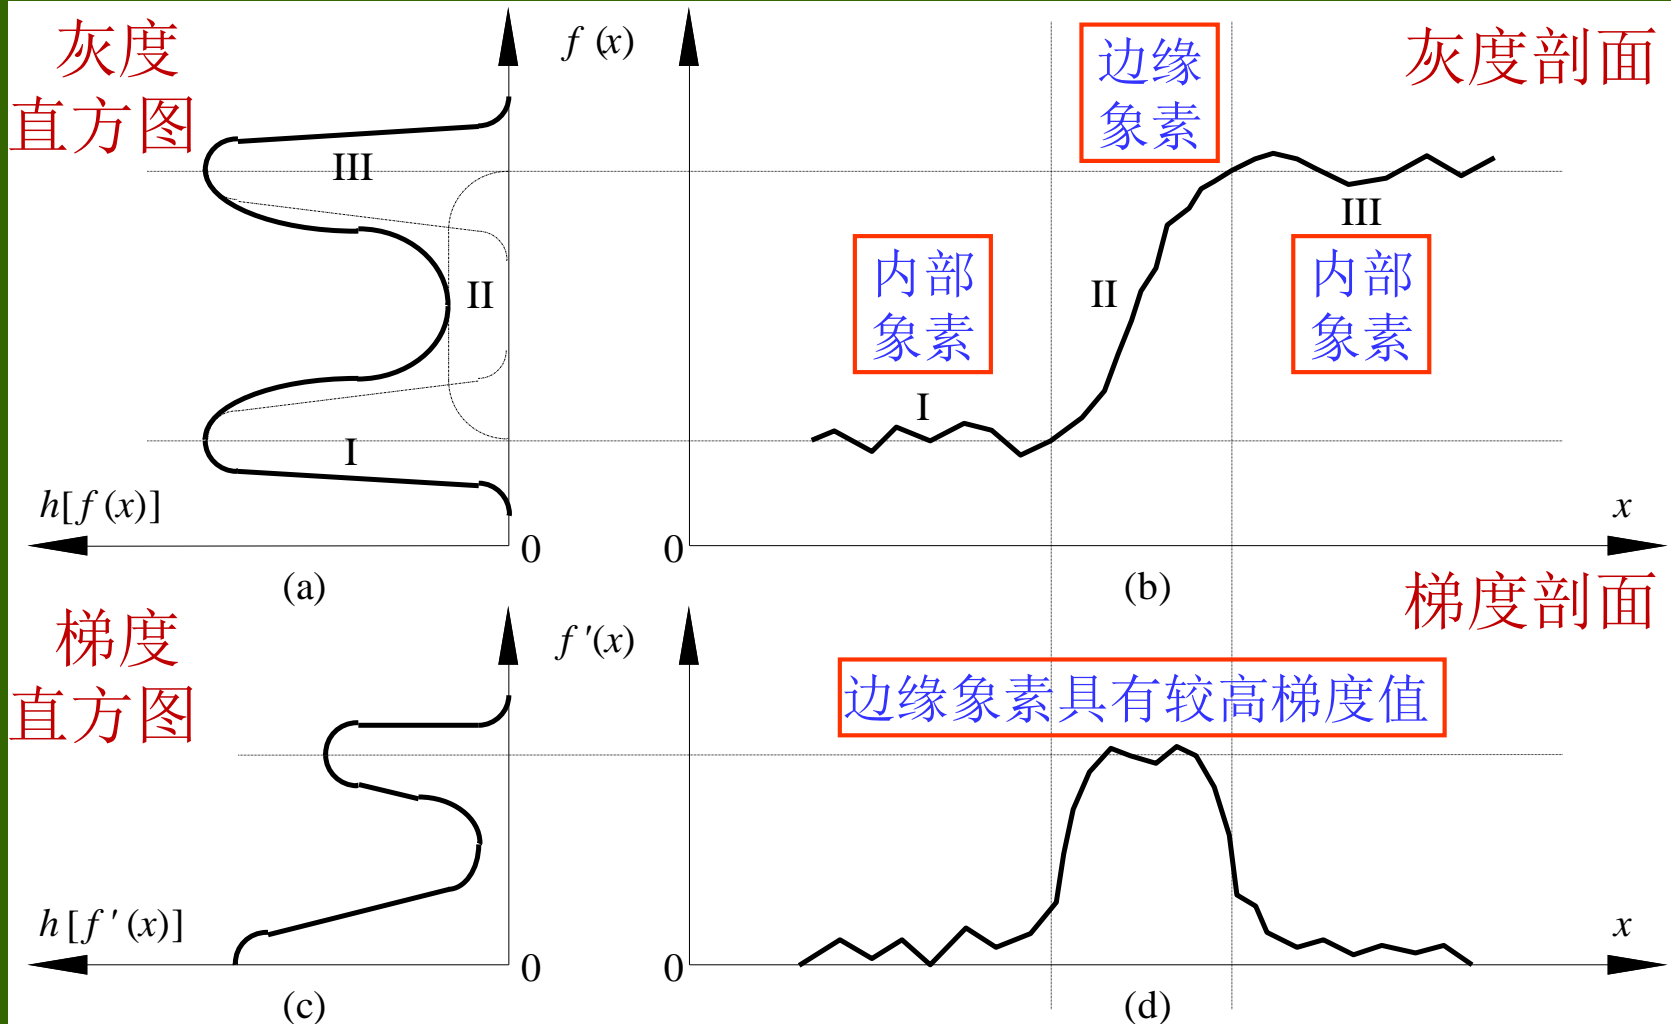 灰度
直方图
f (x)
边缘
象素
灰度剖面
III
III
内部
象素
II
II
内部
象素
I
I
h[f (x)]
x
0
0
(a)
(b)
梯度
直方图
f '(x)
梯度剖面
边缘象素具有较高梯度值
h [f ' (x)]
x
0
0
(c)
(d)